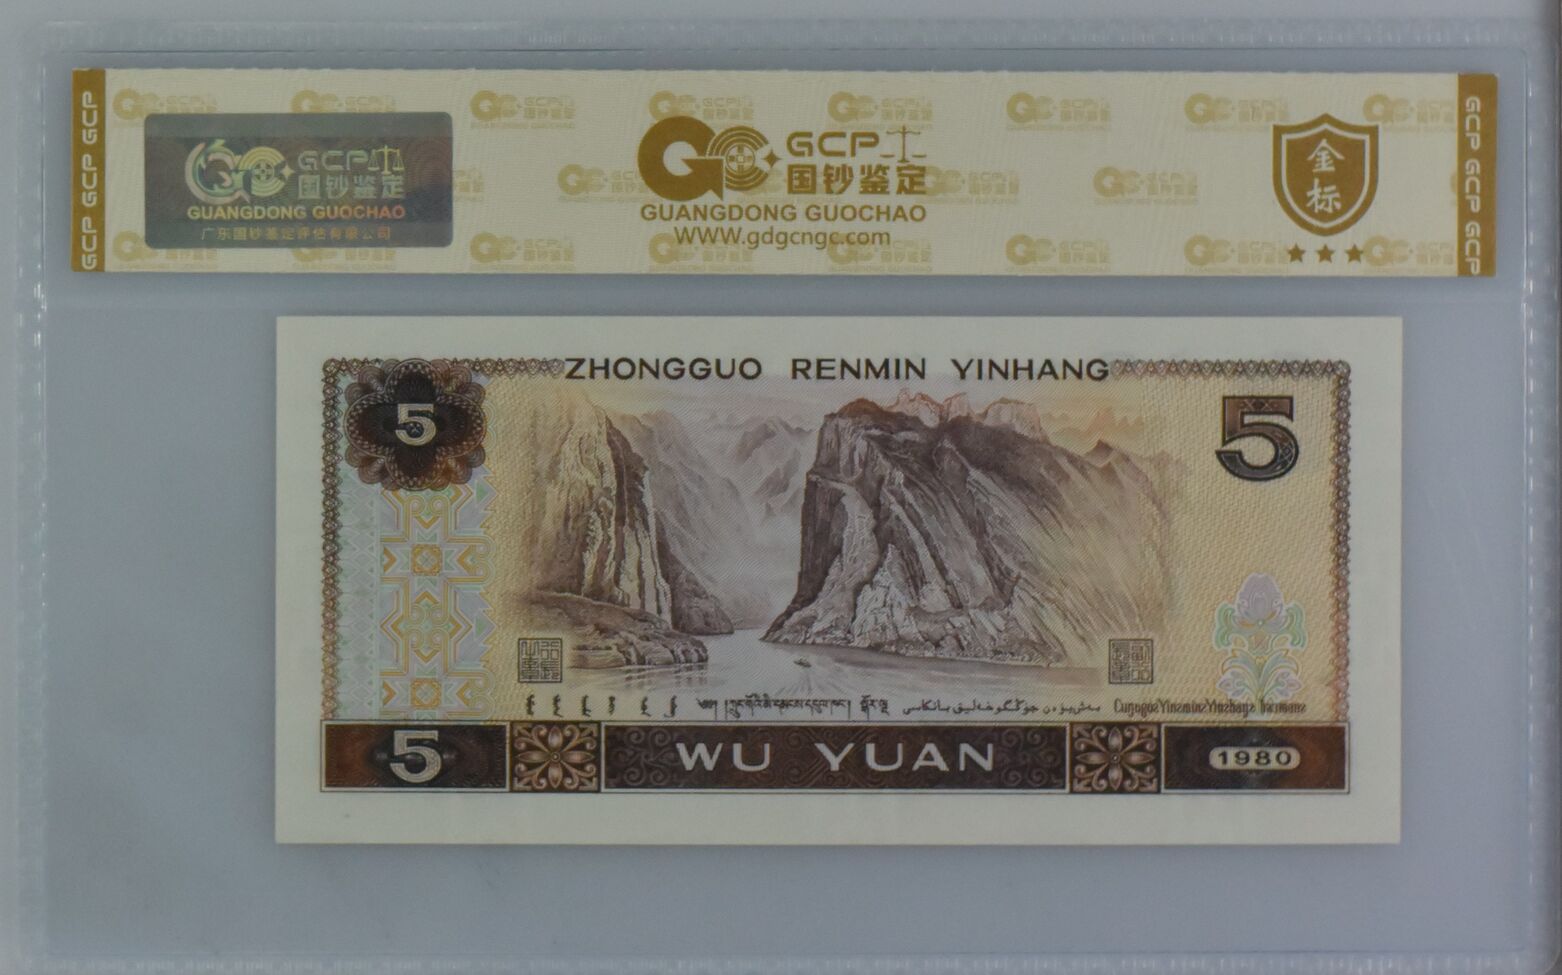 GCP GCP GCP
GCP
国钞鉴定
GUANGDONG GUOCHAO
广东国钞鉴定评估有限公司
GCP
国钞鉴定
GUANGDONG GUOCHAO
WWW.gdgcngc.com
金
标
GCP GCP GCP GCP
ZHONGGUO RENMIN YINHANG
5
5
5
WU YUAN
1980